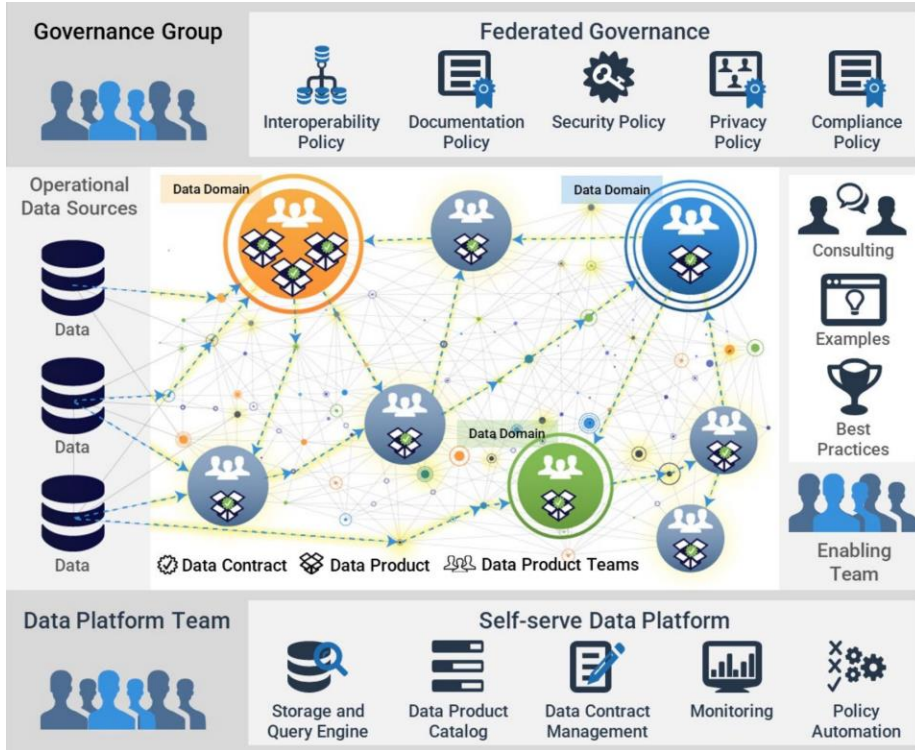 Governance Group
Federated Governance
Interoperability
Policy
Documentation
Policy
Security Policy
Privacy
Policy
Compliance
Policy
Operational
Data Sources
Data
Data
Data
Data Domain
Data Domain
Data Domain
Data Contract
Data Product
Data Product Teams
Consulting
Examples
Best
Practices
Enabling
Team
Data Platform Team
Self-serve Data Platform
Storage and
Query Engine
Data Product
Catalog
Data Contract
Management
Monitoring
Policy
Automation